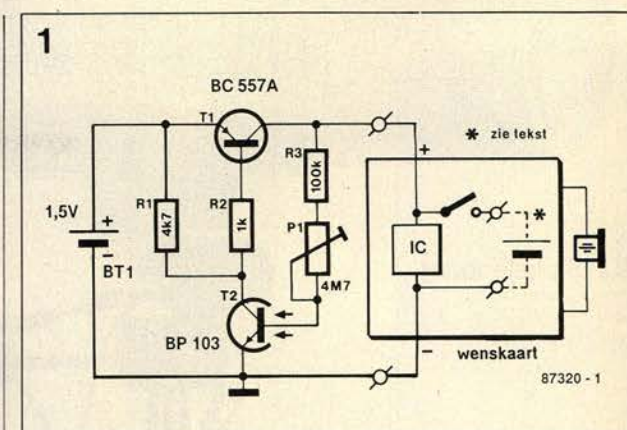 1
BC 557A
T1
R3
100k
+
* zie tekst
1,5V
+
-
BT1
R1
4k7
R2
1k
P1
4M7
IC
*
T2
BP 103
-
wenskaart
87320 - 1